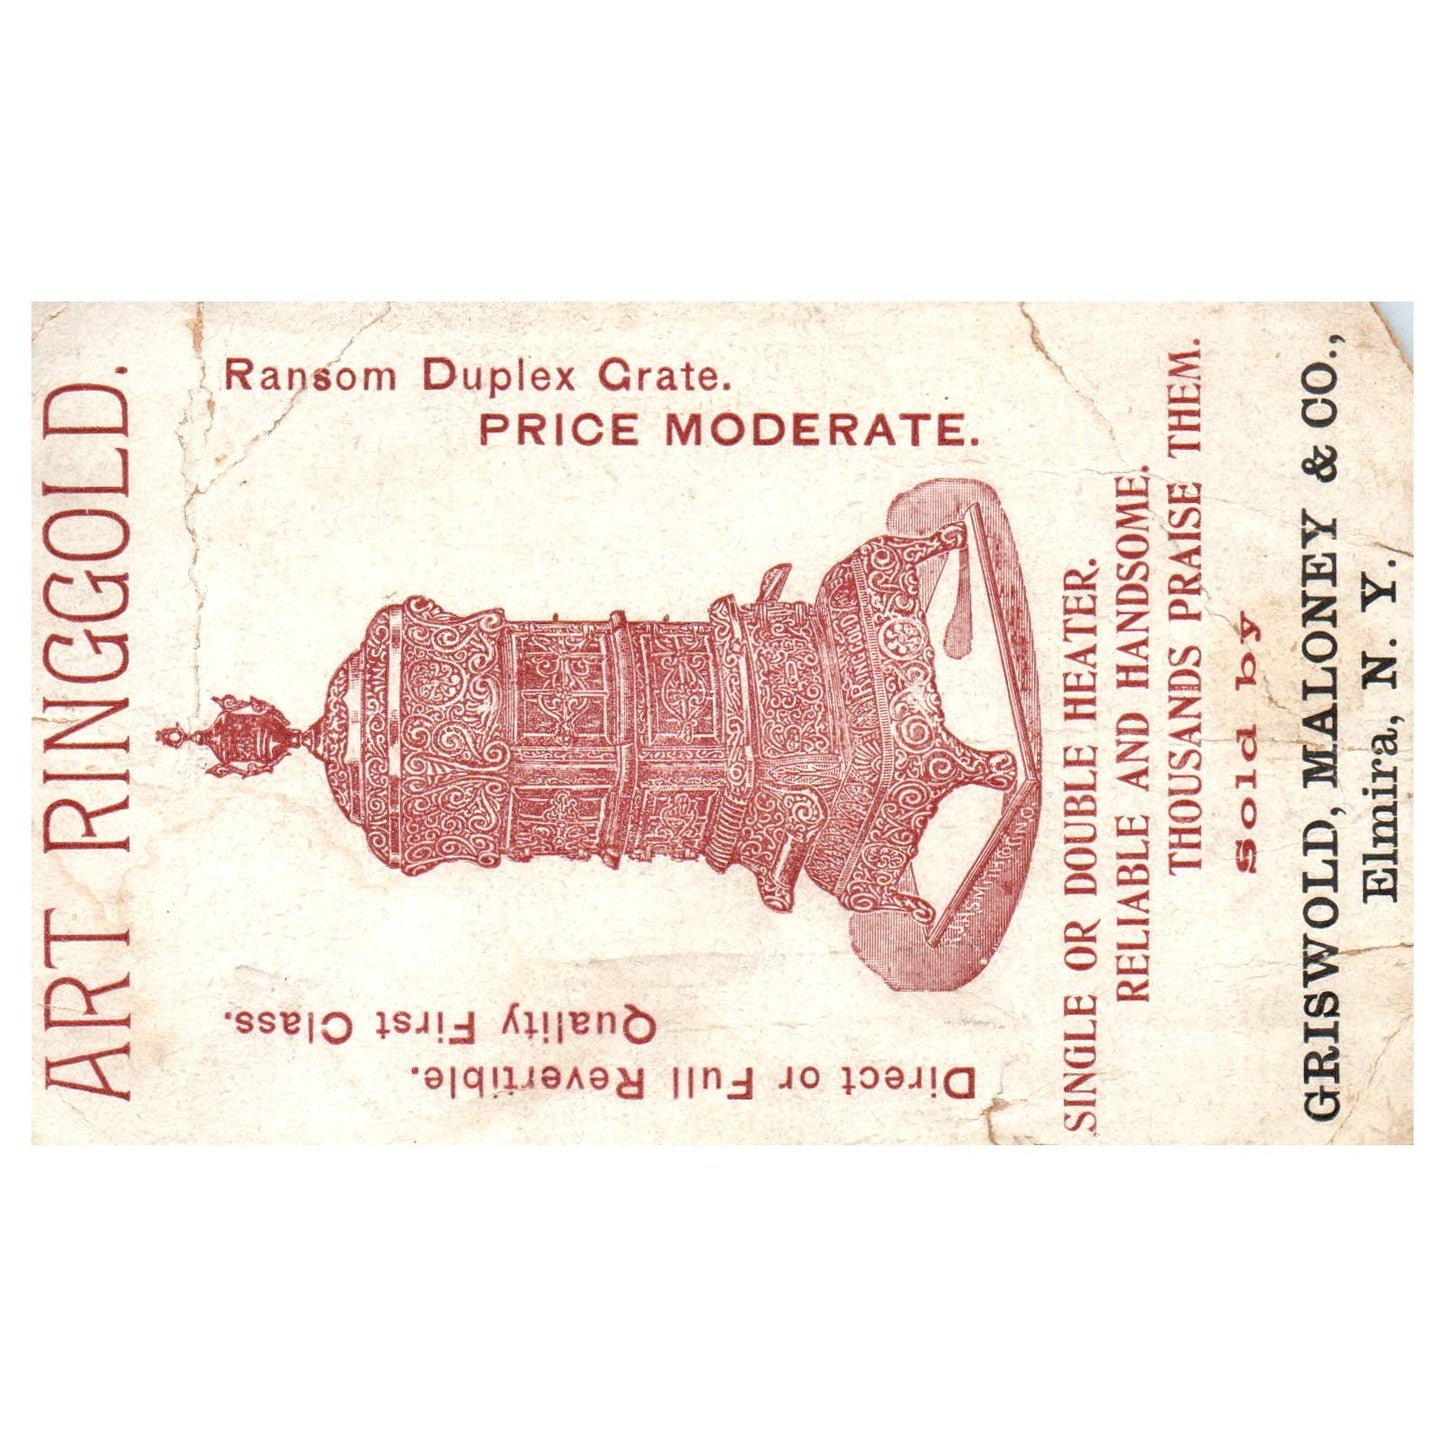 ART RINGGOLD.
Direct or Full Revertible.
Quality First Class.
Ransom Duplex Grate.
PRICE MODERATE.
SINGLE OR DOUBLE HEATER.
RELIABLE AND HANDSOME.
THOUSANDS PRAISE THEM.
Sold by
GRISWOLD, MALONEY & CO.,
Elmira, N. Y.